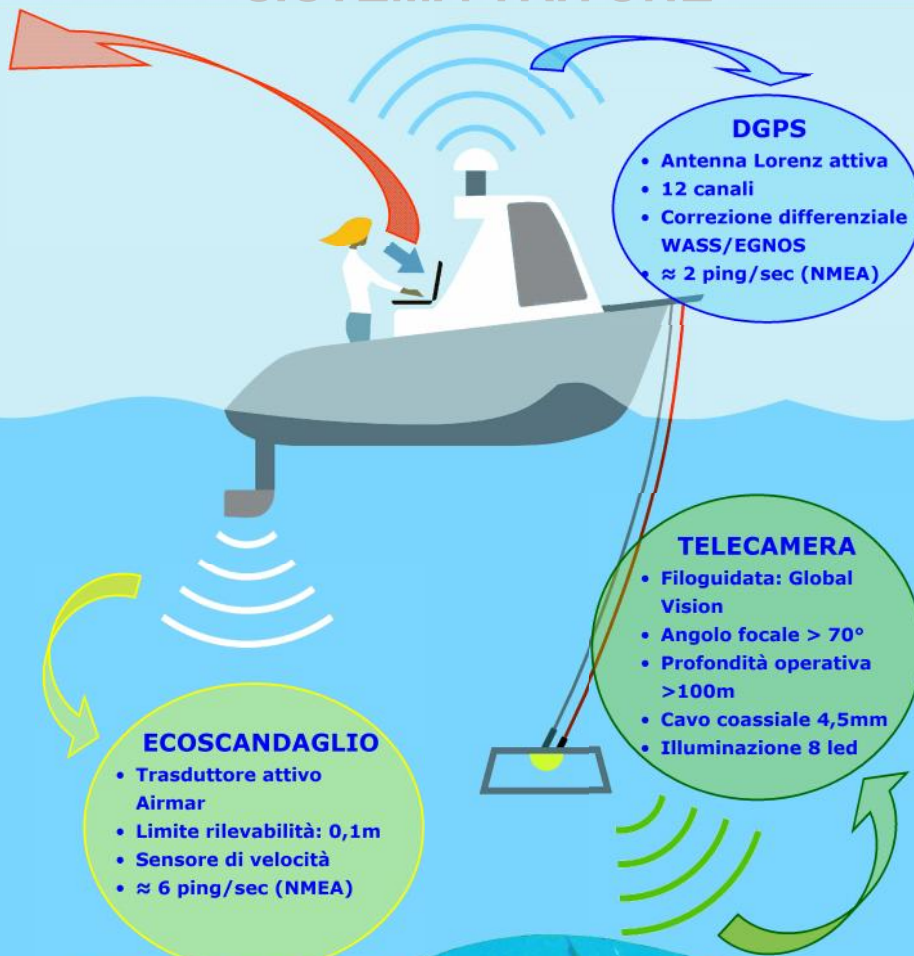 DGPS
• Antenna Lorenz attiva
• 12 canali
• Correzione differenziale
WASS/EGNOS
• ≈ 2 ping/sec (NMEA)
TELECAMERA
• Filoguidata: Global
Vision
• Angolo focale > 70°
• Profondità operativa
>100m
• Cavo coassiale 4,5mm
• Illuminazione 8 led
ECOSCANDAGLIO
• Trasduttore attivo
Airmar
• Limite rilevabilità: 0,1m
• Sensore di velocità
• ≈ 6 ping/sec (NMEA)